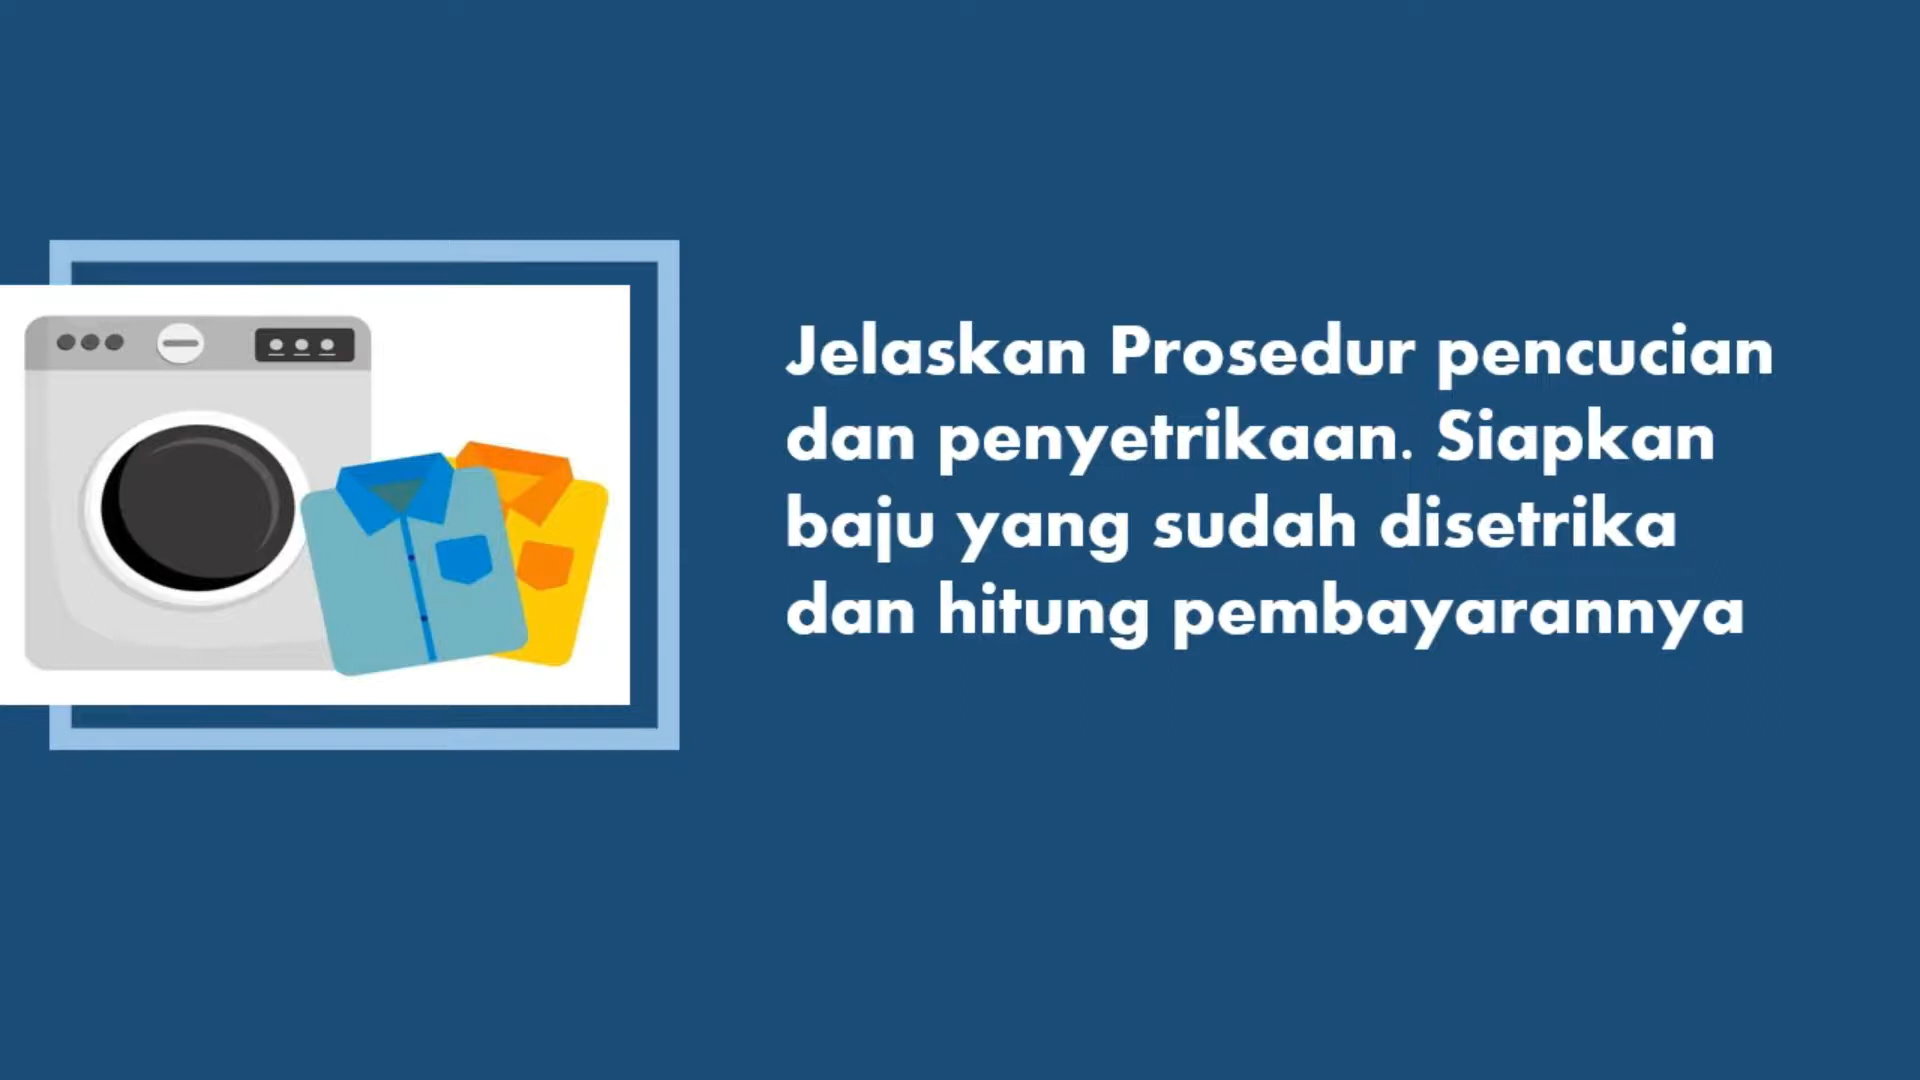 Jelaskan Prosedur pencucian
dan penyetrikaan. Siapkan
baju yang sudah disetrika
dan hitung pembayarannya